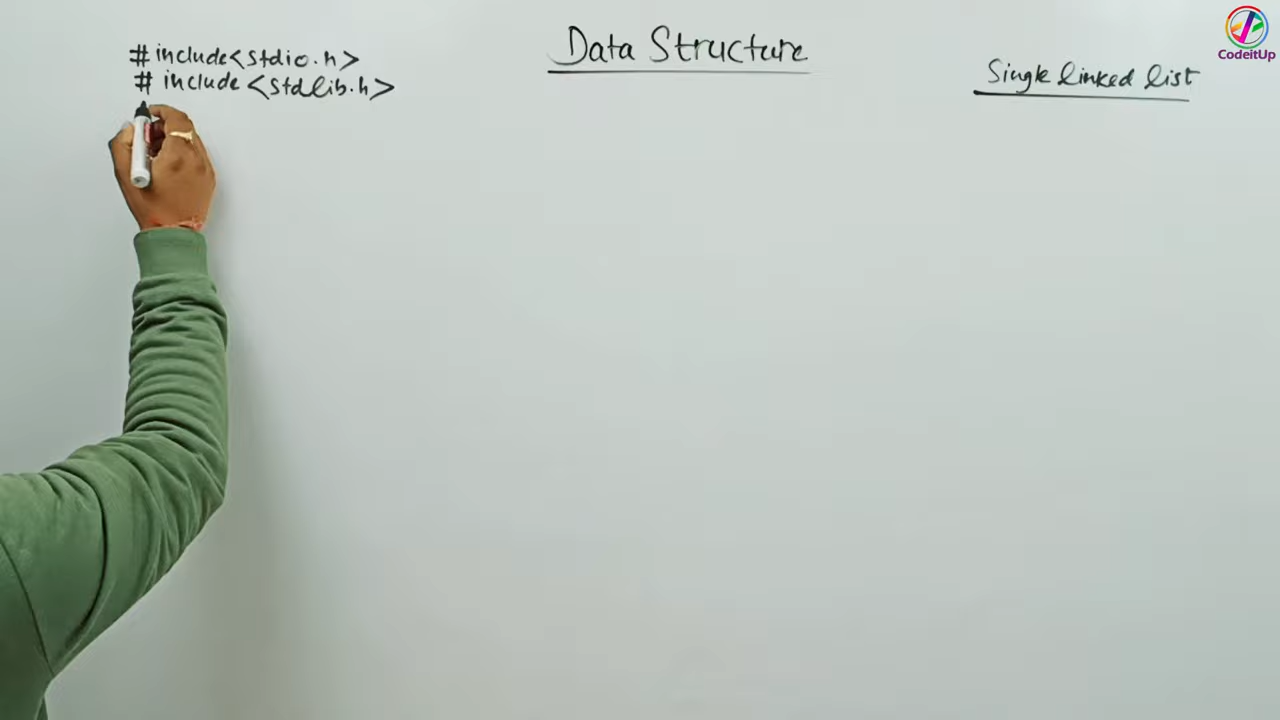 Data Structure
#include<stdio.h>
# include <stdlib.h>
Single linked list
CodeitUp